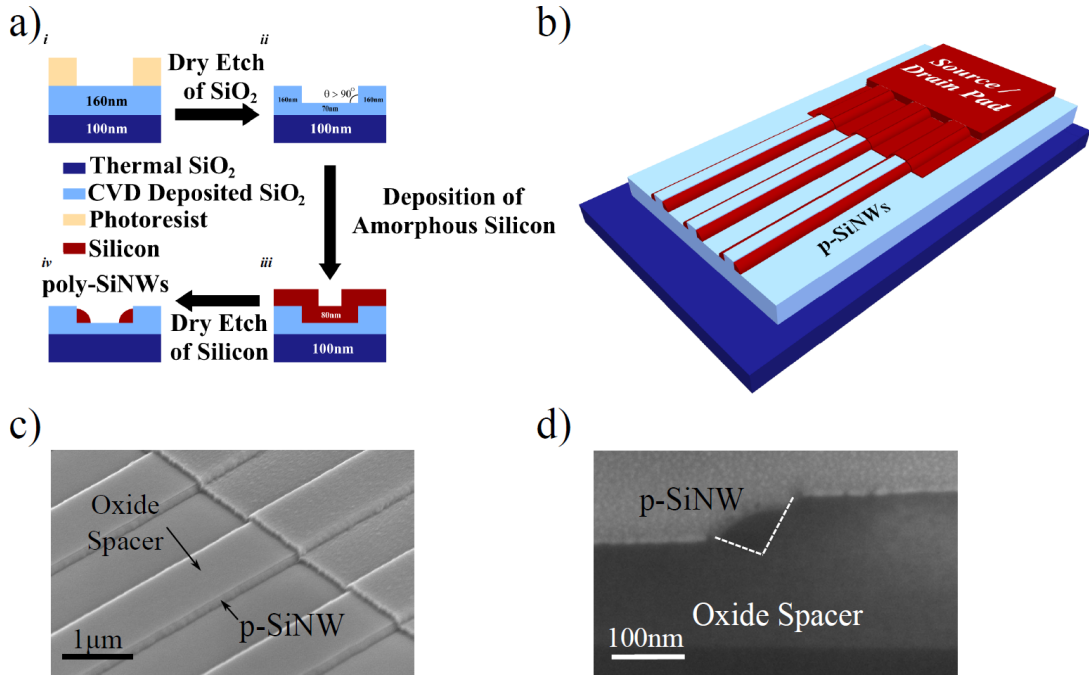 a)
i
ii
Dry Etch
of SiO2
160nm
100nm
160nm
θ > 90°
160nm
70nm
100nm
Thermal SiO2
CVD Deposited SiO2
Photoresist
Silicon
Deposition of
Amorphous Silicon
iv
iii
poly-SiNWs
Dry Etch
of Silicon
80nm
100nm
b)
Source /
Drain Pad
p-SiNWs
c)
Oxide
Spacer
p-SiNW
1μm
d)
p-SiNW
Oxide Spacer
100nm